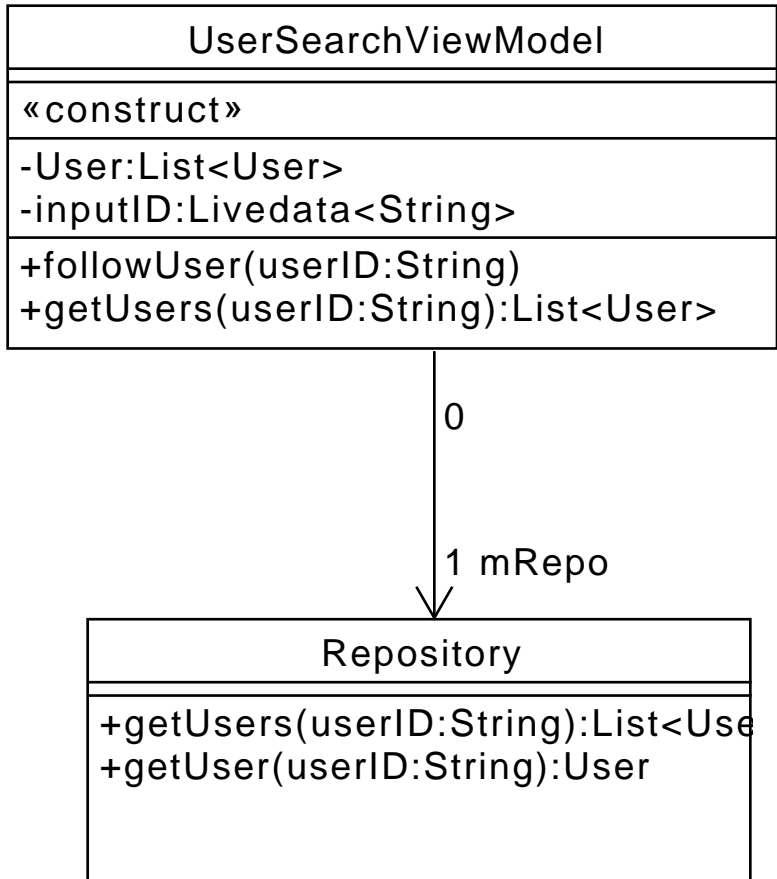 UserSearchViewModel
«construct»
-User:List<User>
-inputID:Livedata<String>
+followUser(userID:String)
+getUsers(userID:String):List<User>
0
1 mRepo
Repository
+getUsers(userID:String):List<Use
+getUser(userID:String):User